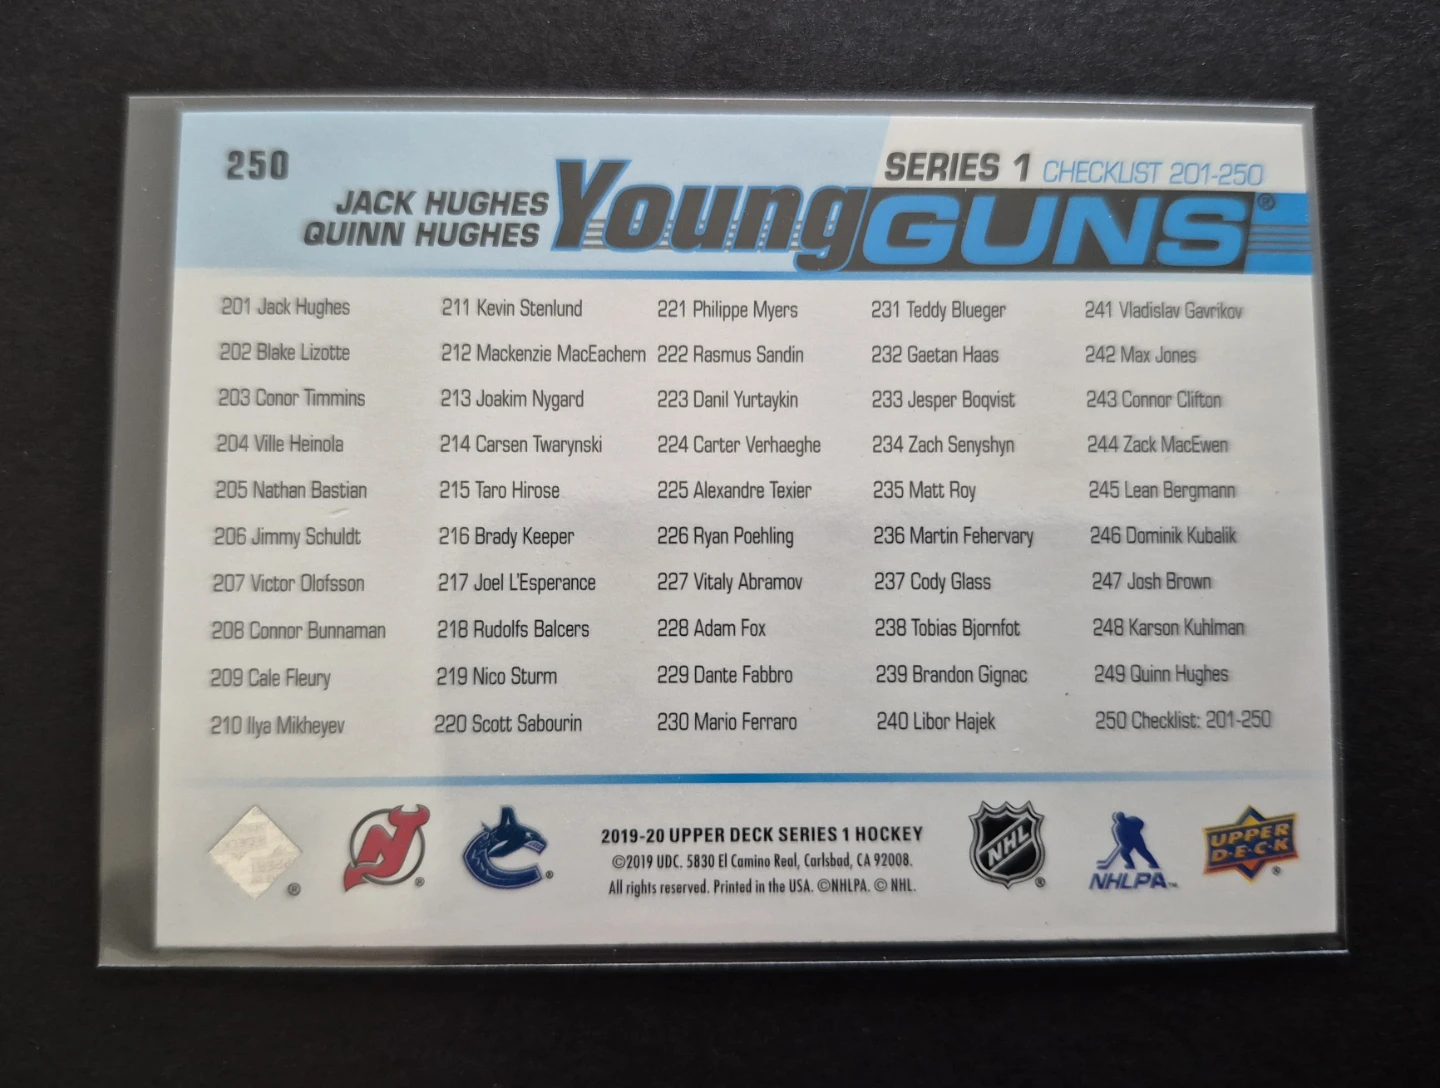 250
SERIES 1 CHECKLIST 201-250
JACK HUGHES
QUINN HUGHES
Young GUNS®
201 Jack Hughes
202 Blake Lizotte
203 Conor Timmins
204 Ville Heinola
205 Nathan Bastian
206 Jimmy Schuldt
207 Victor Olofsson
208 Connor Bunnaman
209 Cale Fleury
210 Ilya Mikheyev
211 Kevin Stenlund
212 Mackenzie MacEachern
213 Joakim Nygard
214 Carsen Twarynski
215 Taro Hirose
216 Brady Keeper
217 Joel L'Esperance
218 Rudolfs Balcers
219 Nico Sturm
220 Scott Sabourin
221 Philippe Myers
222 Rasmus Sandin
223 Danil Yurtaykin
224 Carter Verhaeghe
225 Alexandre Texier
226 Ryan Poehling
227 Vitaly Abramov
228 Adam Fox
229 Dante Fabbro
230 Mario Ferraro
231 Teddy Blueger
232 Gaetan Haas
233 Jesper Boqvist
234 Zach Senyshyn
235 Matt Roy
236 Martin Fehervary
237 Cody Glass
238 Tobias Bjornfot
239 Brandon Gignac
240 Libor Hajek
241 Vladislav Gavrikov
242 Max Jones
243 Connor Clifton
244 Zack MacEwen
245 Lean Bergmann
246 Dominik Kubalik
247 Josh Brown
248 Karson Kuhlman
249 Quinn Hughes
250 Checklist: 201-250
2019-20 UPPER DECK SERIES 1 HOCKEY
©2019 UDC. 5830 El Camino Real, Carlsbad, CA 92008.
All rights reserved. Printed in the USA. ©NHLPA. © NHL.
NHL
NHLPA™
UPPER
D·E·C·K